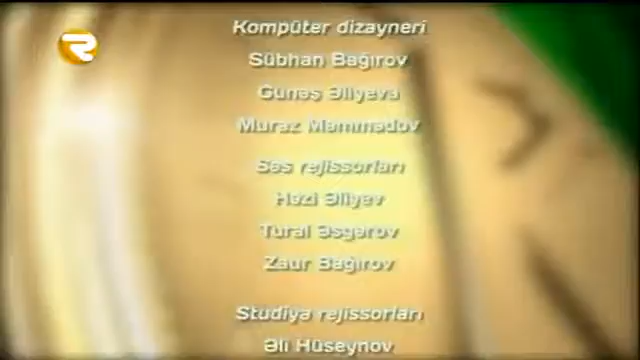 Kompüter dizayneri
Sübhan Bağırov
Günəş Əliyeva
Muraz Məmmədov
Səs rejissorları
Həzi Əliyev
Tural Əsgərov
Zaur Bağırov
Studiya rejissorları
Əli Hüseynov